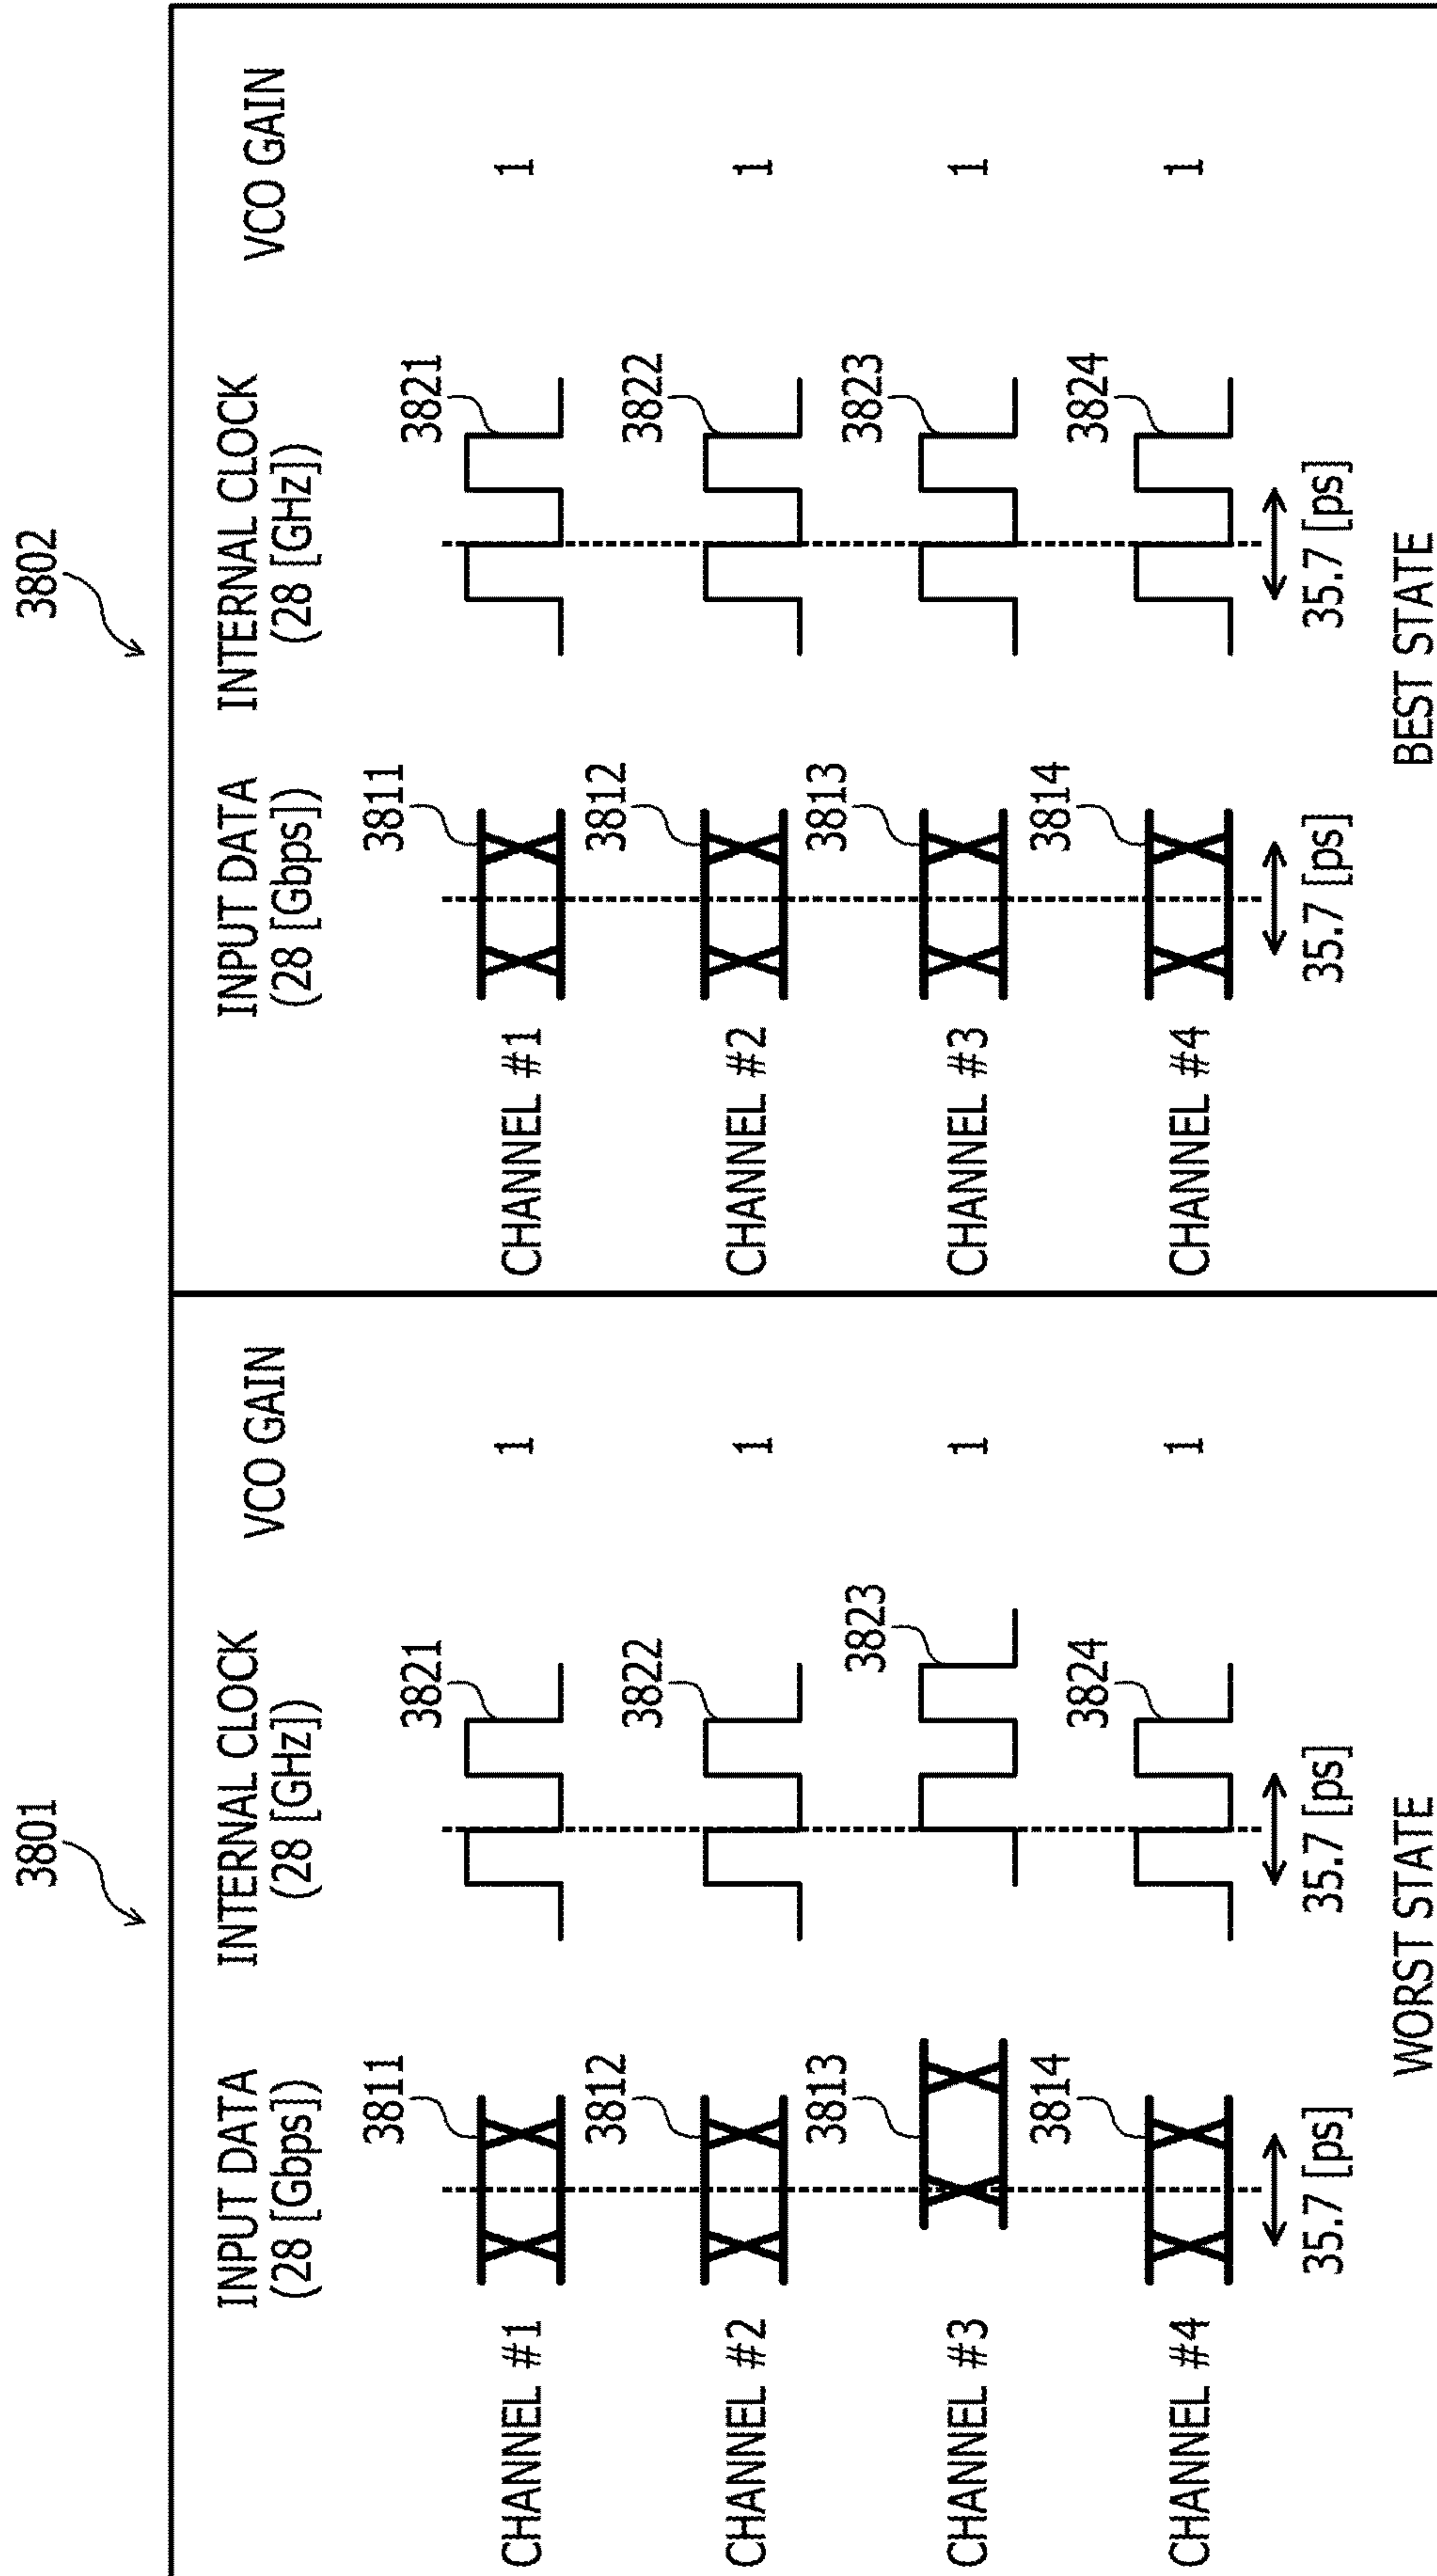 3801
INPUT DATA
(28 [Gbps])
INTERNAL CLOCK
(28 [GHz])
VCO GAIN
3811
3821
CHANNEL #1
1
3812
3822
CHANNEL #2
1
3813
3823
CHANNEL #3
1
3814
3824
CHANNEL #4
1
35.7 [ps]
35.7 [ps]
WORST STATE
3802
INPUT DATA
(28 [Gbps])
INTERNAL CLOCK
(28 [GHz])
VCO GAIN
3811
3821
CHANNEL #1
1
3812
3822
CHANNEL #2
1
3813
3823
CHANNEL #3
1
3814
3824
CHANNEL #4
1
35.7 [ps]
35.7 [ps]
BEST STATE